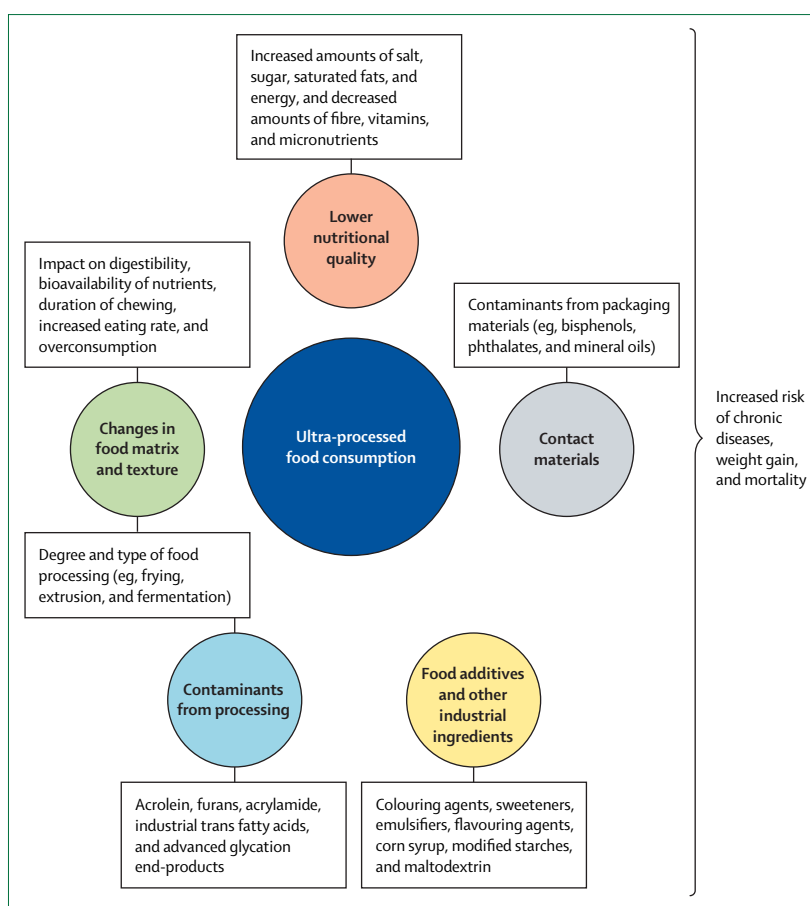 Increased amounts of salt,
sugar, saturated fats, and
energy, and decreased
amounts of fibre, vitamins,
and micronutrients
Lower
nutritional
quality
Impact on digestibility,
bioavailability of nutrients,
duration of chewing,
increased eating rate, and
overconsumption
Contaminants from packaging
materials (eg, bisphenols,
phthalates, and mineral oils)
Changes in
food matrix
and texture
Ultra-processed
food consumption
Contact
materials
Increased risk
of chronic
diseases,
weight gain,
and mortality
Degree and type of food
processing (eg, frying,
extrusion, and fermentation)
Contaminants
from processing
Food additives
and other
industrial
ingredients
Acrolein, furans, acrylamide,
industrial trans fatty acids,
and advanced glycation
end-products
Colouring agents, sweeteners,
emulsifiers, flavouring agents,
corn syrup, modified starches,
and maltodextrin